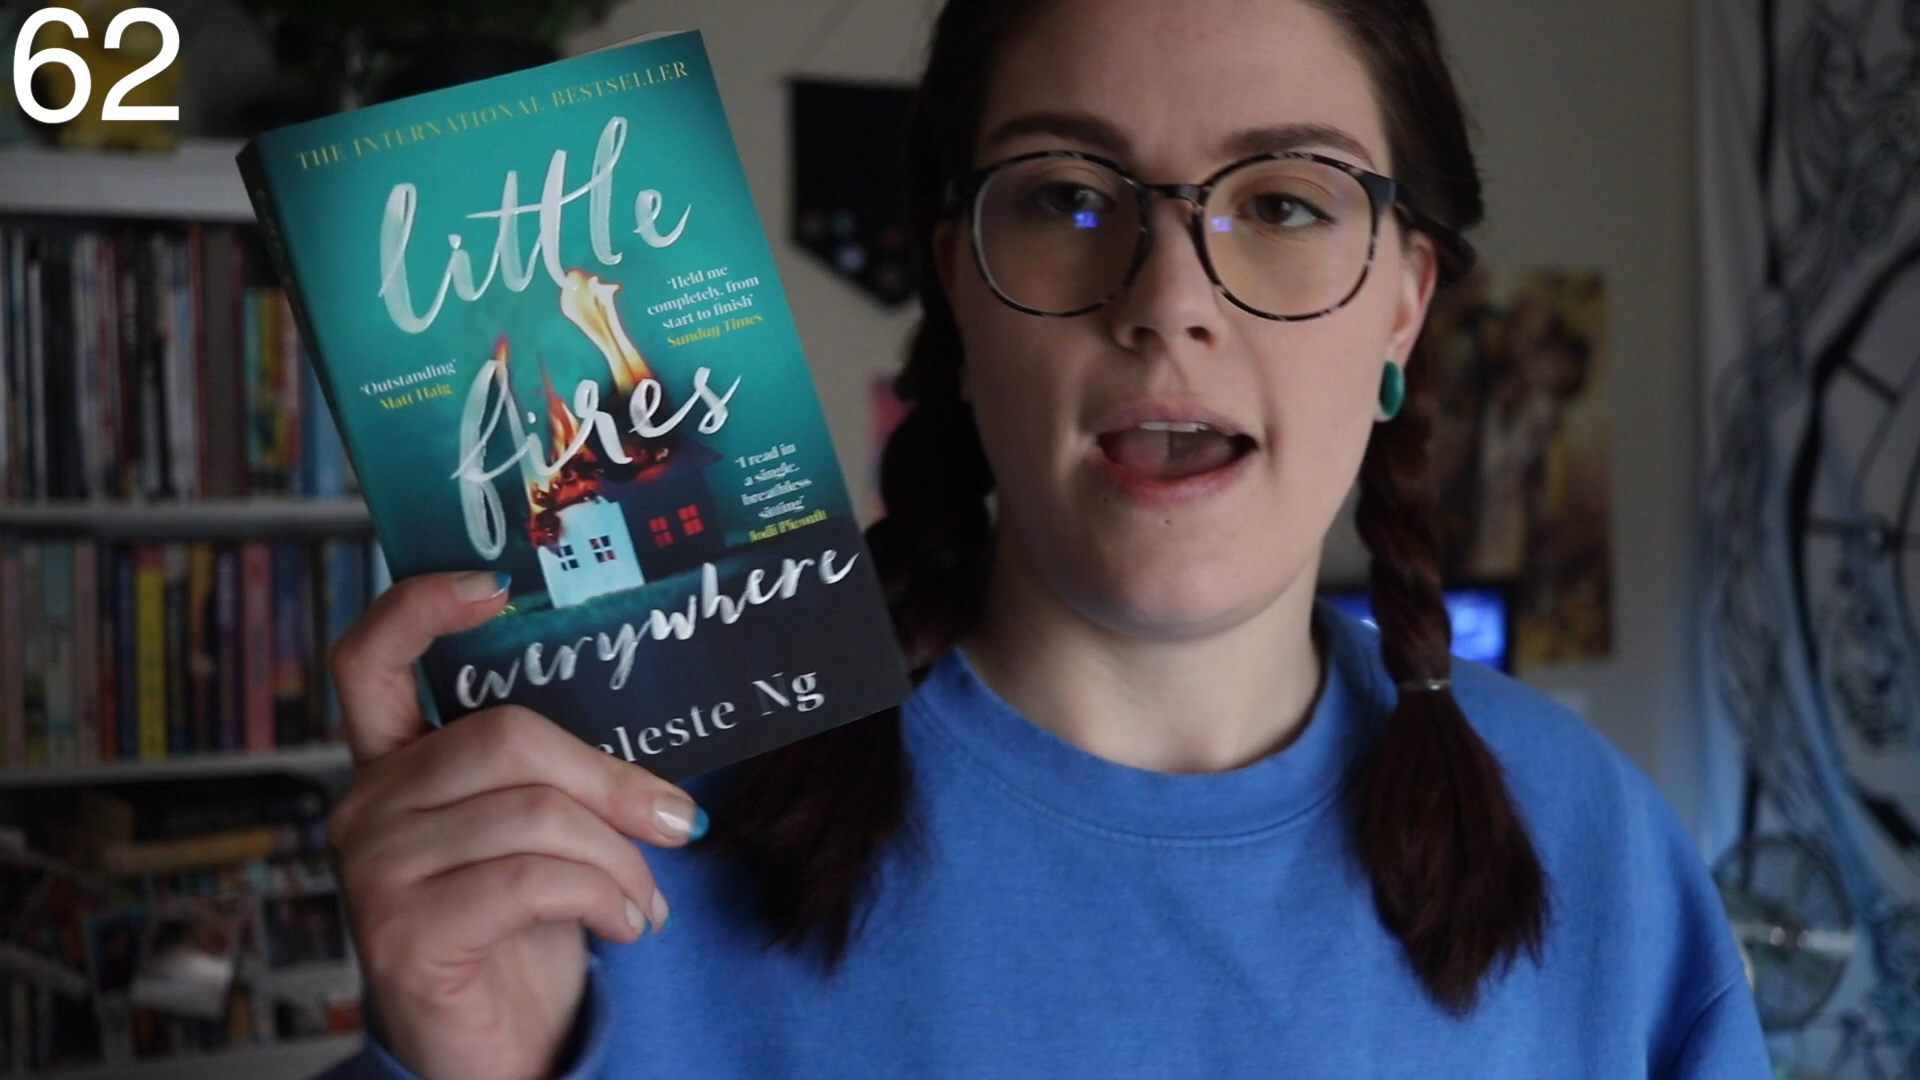 62
THE INTERNATIONAL BESTSELLER
little
'Held me
completely, from
start to finish'
Sunday Times
'Outstanding'
Matt Haig
fires
'I read in
a single,
breathless
sitting'
Jodi Picoult
everywhere
eleste Ng